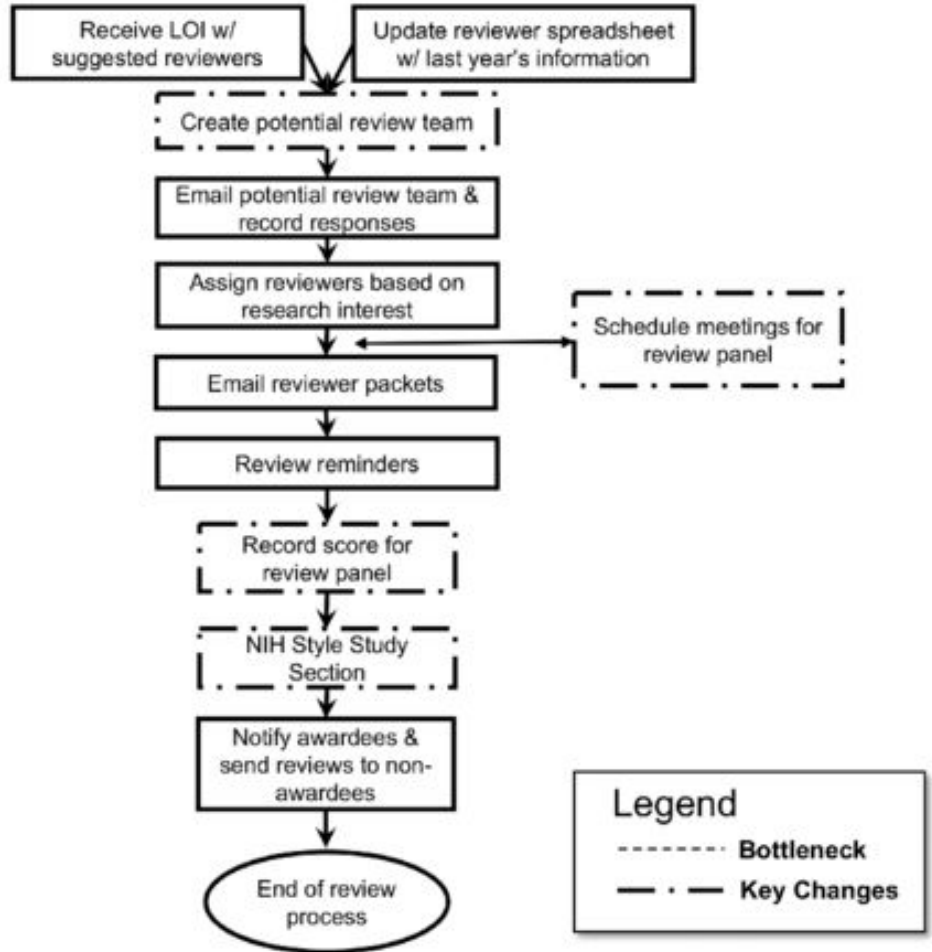 Receive LOI w/
suggested reviewers
Update reviewer spreadsheet
w/ last year's information
Create potential review team
Email potential review team &
record responses
Assign reviewers based on
research interest
Schedule meetings for
review panel
Email reviewer packets
Review reminders
Record score for
review panel
NIH Style Study
Section
Notify awardees &
send reviews to non-
awardees
End of review
process
Legend
Bottleneck
Key Changes